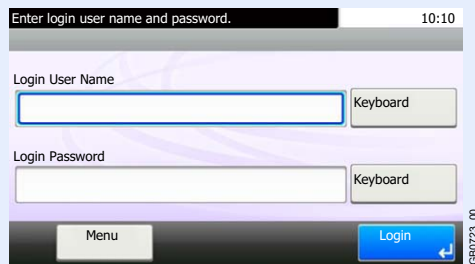 Enter login user name and password. 10:10
Login User Name
Keyboard
Login Password
Keyboard
Menu Login
GB0723_00